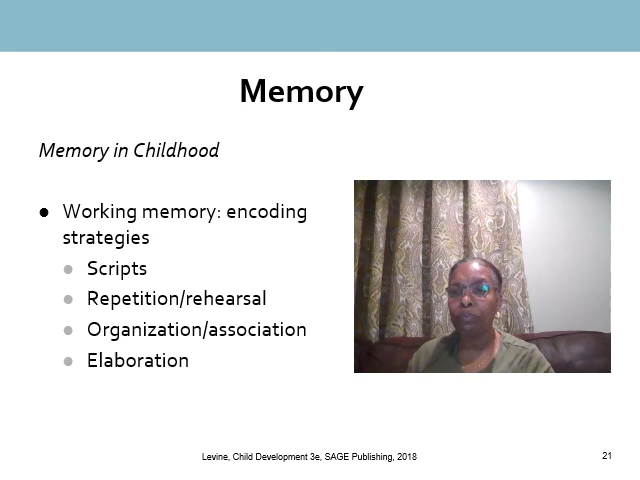 Memory
Memory in Childhood
● Working memory: encoding
strategies
● Scripts
● Repetition/rehearsal
● Organization/association
● Elaboration
Levine, Child Development 3e, SAGE Publishing, 2018
21